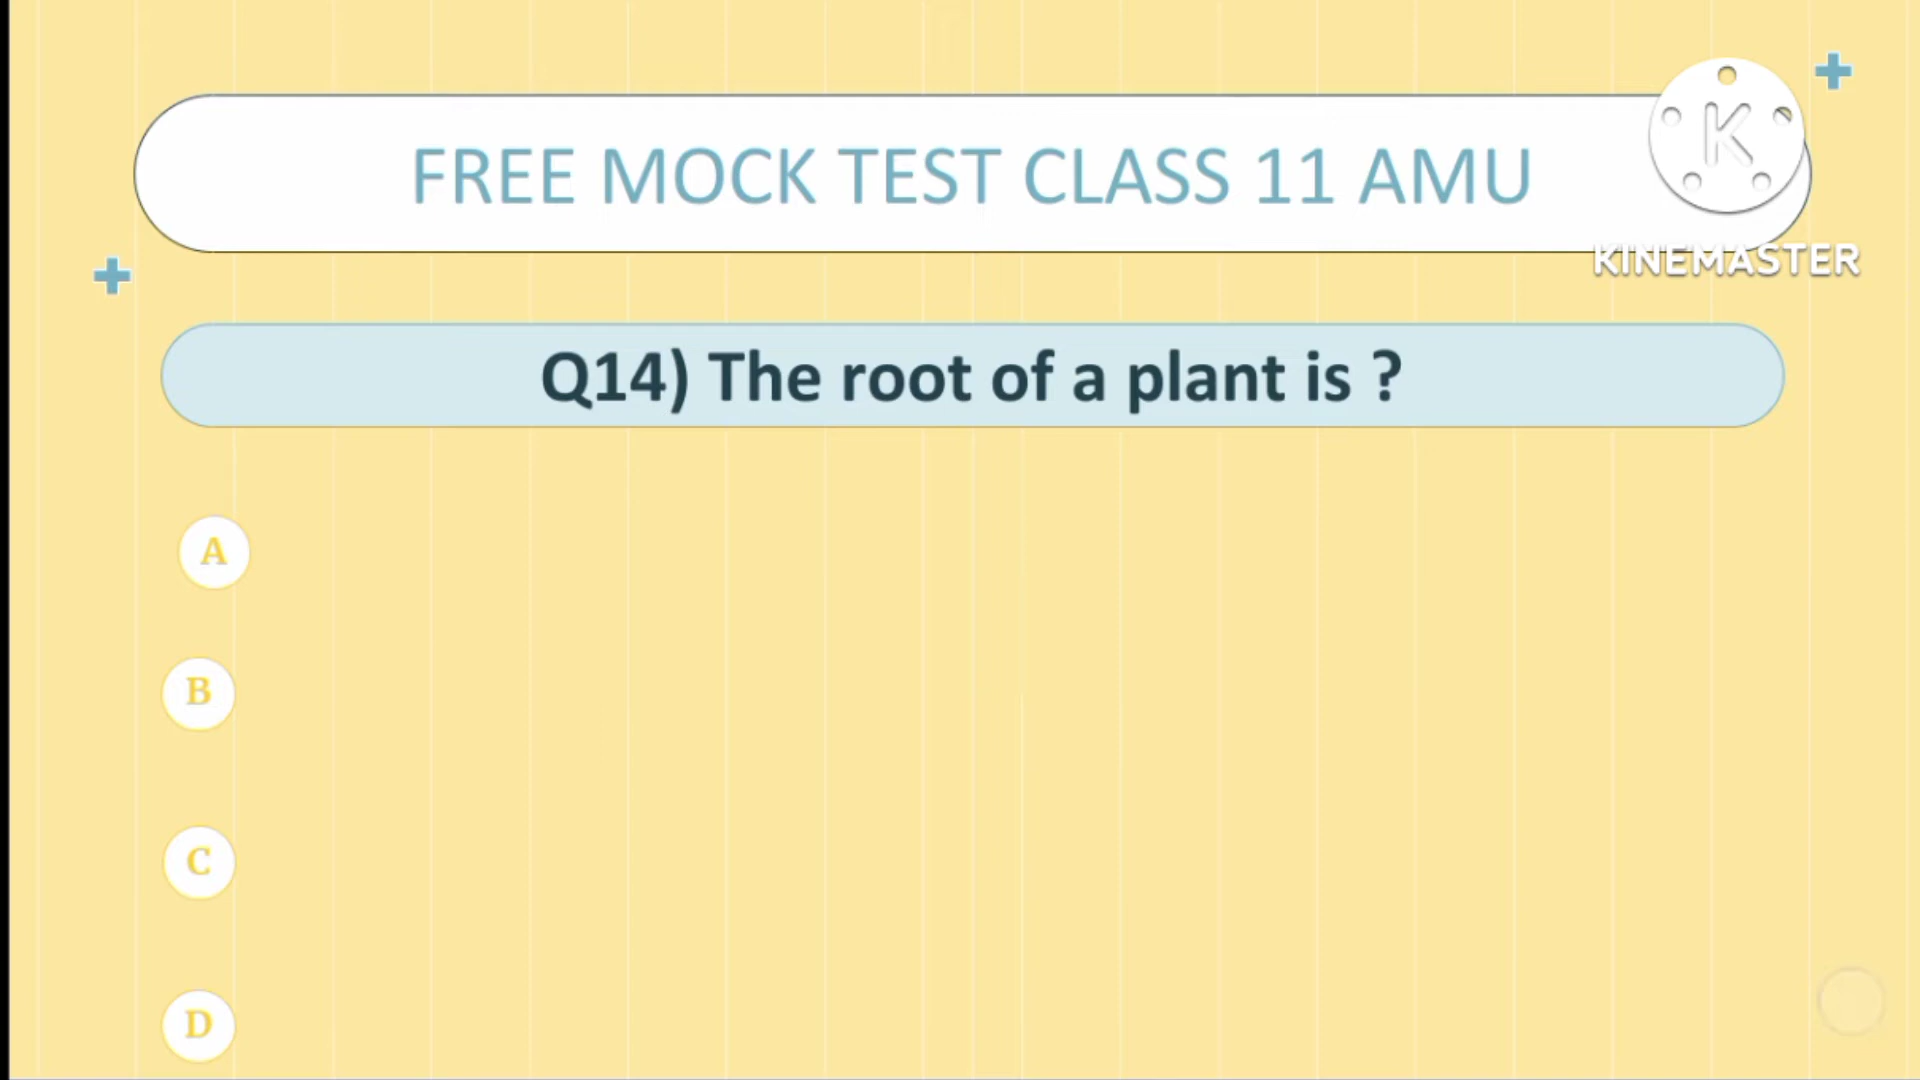 FREE MOCK TEST CLASS 11 AMU
K
KINEMASTER
Q14) The root of a plant is ?
A
B
C
D